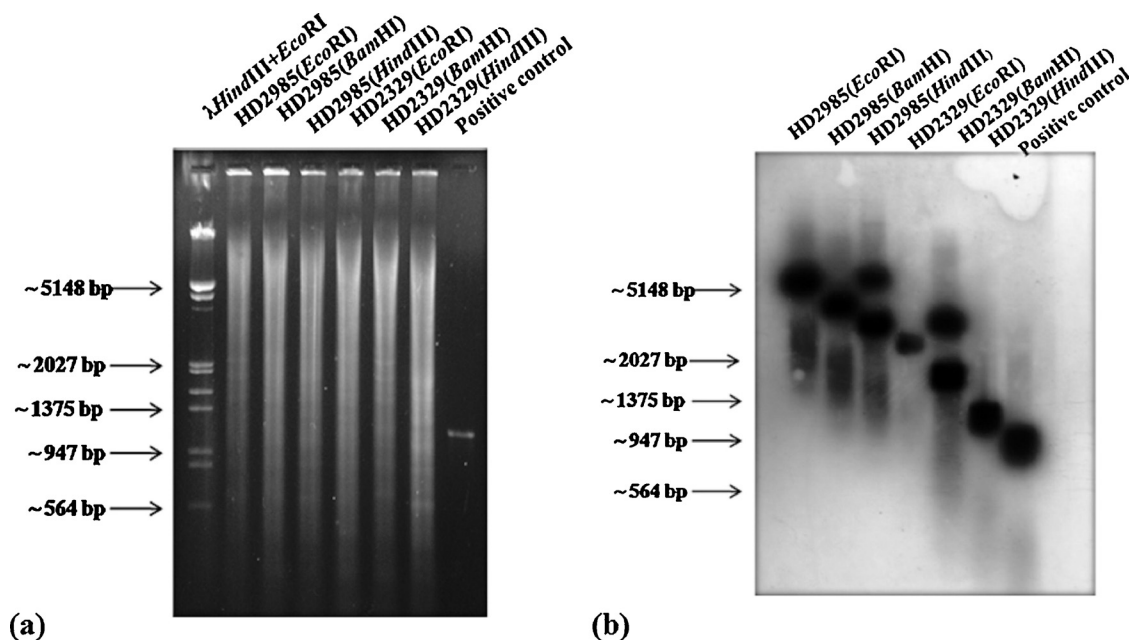 λHindIII+EcoRI
HD2985(EcoRI)
HD2985(BamHI)
HD2985(HindIII)
HD2329(EcoRI)
HD2329(BamHI)
HD2329(HindIII)
Positive control
~5148 bp
~2027 bp
~1375 bp
~947 bp
~564 bp
(a)
HD2985(EcoRI)
HD2985(BamHI)
HD2985(HindIII)
HD2329(EcoRI)
HD2329(BamHI)
HD2329(HindIII)
Positive control
~5148 bp
~2027 bp
~1375 bp
~947 bp
~564 bp
(b)